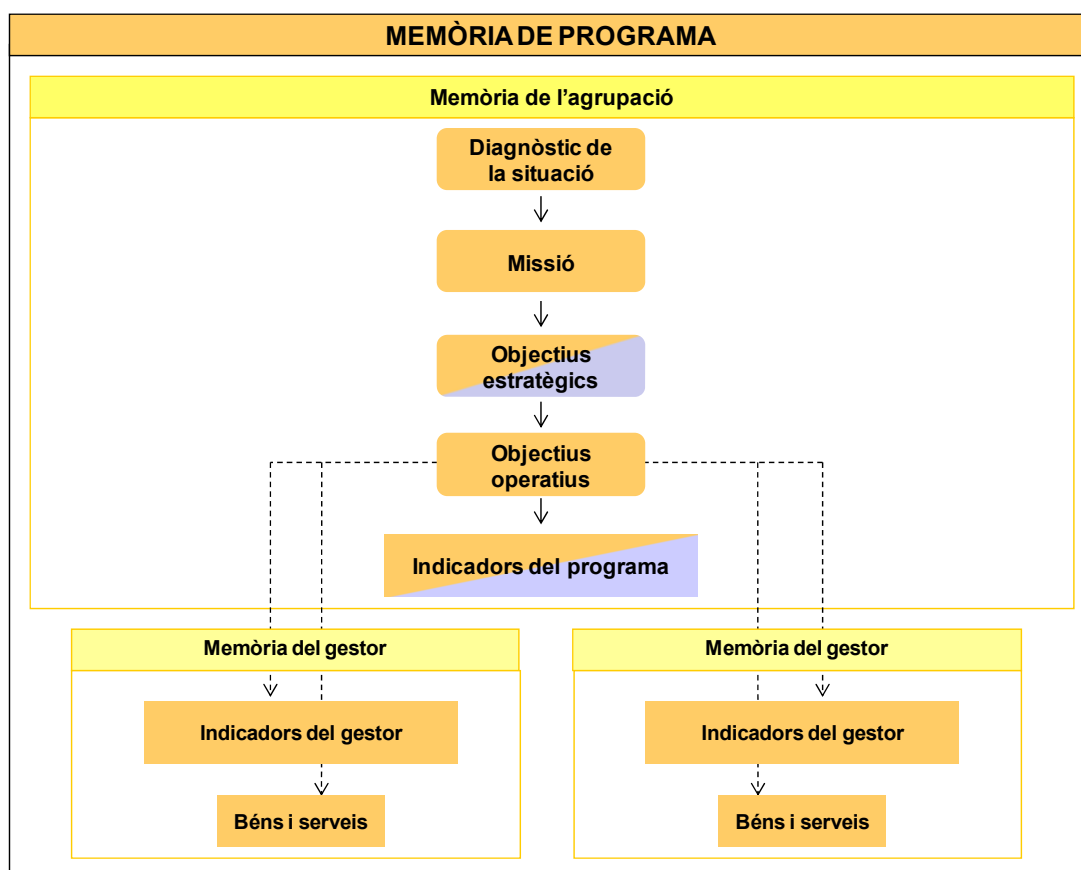 MEMÒRIA DE PROGRAMA
Memòria de l'agrupació
Diagnòstic de
la situació
Missió
Objectius
estratègics
Objectius
operatius
Indicadors del programa
Memòria del gestor
Indicadors del gestor
Béns i serveis
Memòria del gestor
Indicadors del gestor
Béns i serveis